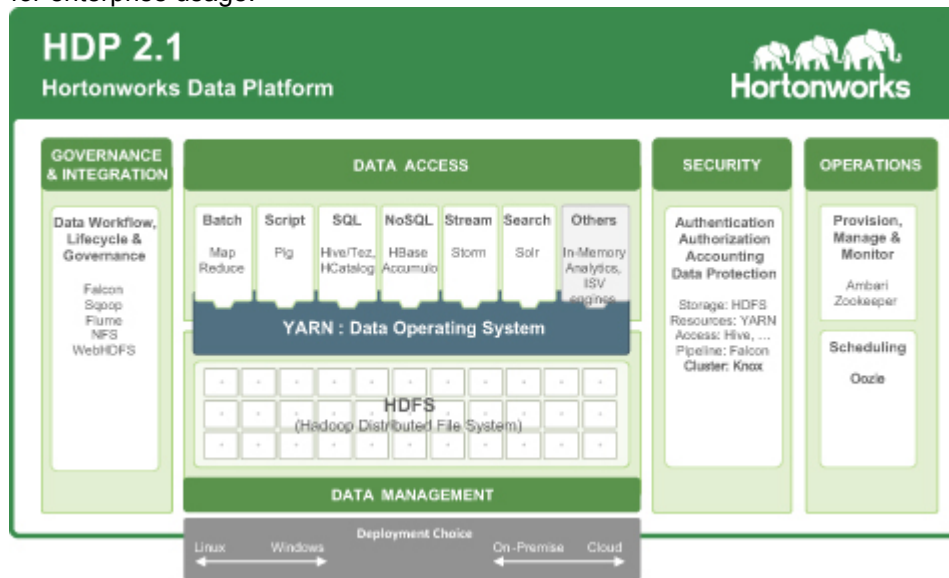 for enterprise usage.
HDP 2.1
Hortonworks Data Platform
Hortonworks
GOVERNANCE
& INTEGRATION
Data Workflow,
Lifecycle &
Governance
Falcon
Sqoop
Flume
NFS
WebHDFS
DATA ACCESS
Batch
Map
Reduce
Script
Pig
SQL
Hive/Tez,
HCatalog
NoSQL
HBase
Accumulo
Stream
Storm
Search
Solr
Others
In-Memory
Analytics,
ISV
engines
YARN : Data Operating System
HDFS
(Hadoop Distributed File System)
DATA MANAGEMENT
SECURITY
Authentication
Authorization
Accounting
Data Protection
Storage: HDFS
Resources: YARN
Access: Hive, ...
Pipeline: Falcon
Cluster: Knox
OPERATIONS
Provision,
Manage &
Monitor
Ambari
Zookeeper
Scheduling
Oozie
Deployment Choice
Linux Windows On-Premise Cloud